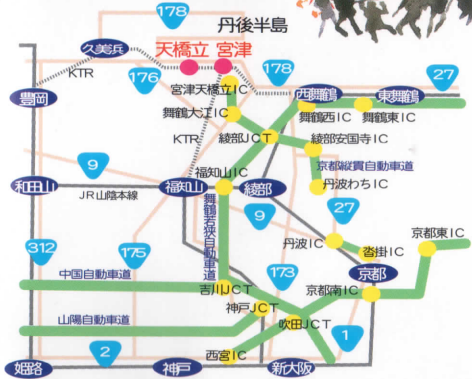 178
丹後半島
久美浜
天橋立 宮津
KTR
176
178
27
宮津天橋立IC
西舞鶴
東舞鶴
豊岡
舞鶴大江IC
舞鶴西IC
舞鶴東IC
KTR
綾部JCT
綾部安国寺IC
9
福知山IC
京都縦貫自動車道
和田山
JR山陰本線
福知山
綾部
丹波わちIC
舞鶴若狭自動車道
9
27
312
175
丹波IC
沓掛IC
京都東IC
173
京都
中国自動車道
吉川JCT
京都南IC
神戸JCT
山陽自動車道
吹田JCT
1
2
西宮IC
姫路
神戸
新大阪